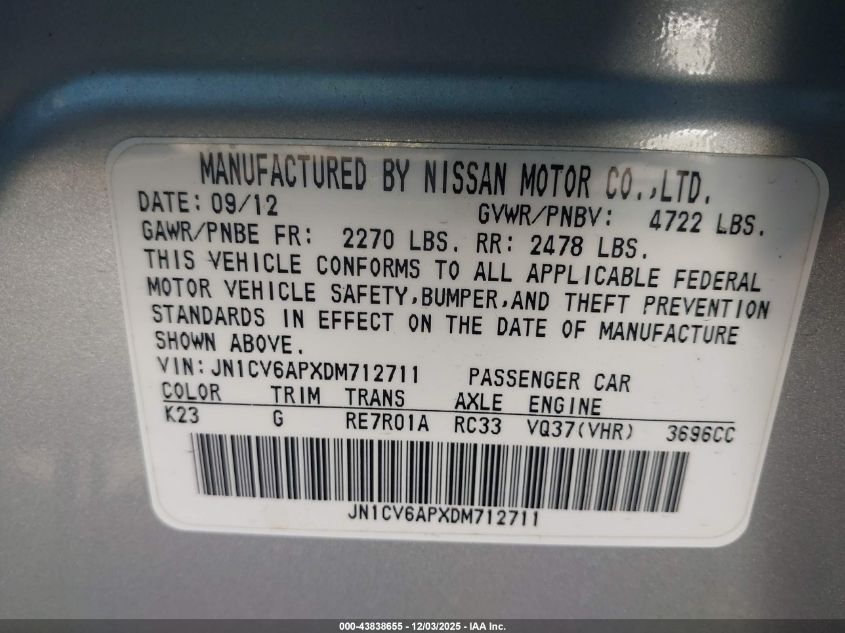 MANUFACTURED BY NISSAN MOTOR CO.,LTD.
DATE: 09/12 GVWR/PNBV: 4722 LBS.
GAWR/PNBE FR: 2270 LBS. RR: 2478 LBS.
THIS VEHICLE CONFORMS TO ALL APPLICABLE FEDERAL
MOTOR VEHICLE SAFETY,BUMPER,AND THEFT PREVENTION
STANDARDS IN EFFECT ON THE DATE OF MANUFACTURE
SHOWN ABOVE.
VIN:JN1CV6APXDM712711 PASSENGER CAR
COLOR TRIM TRANS AXLE ENGINE
K23 G RE7R01A RC33 VQ37(VHR) 3696CC
JN1CV6APXDM712711
000-43838655 - 12/03/2025 - IAA Inc.